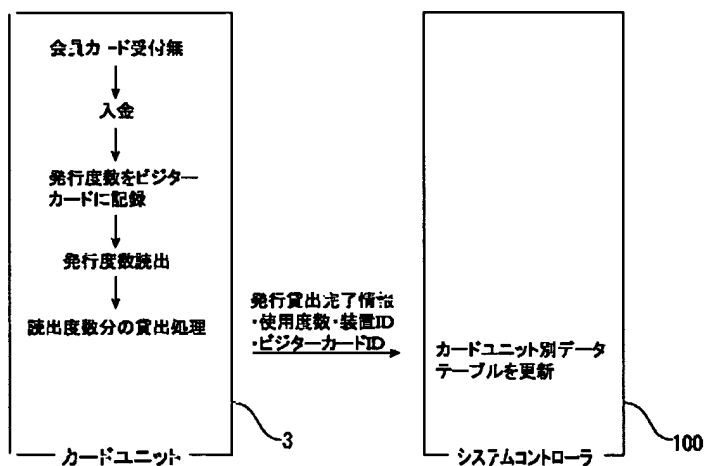 会員カード受付無
入金
発行度数をビジター
カードに記録
発行度数読出
読出度数分の貸出処理
発行貸出完了情報
・使用度数・装置ID
・ビジターカードID
カードユニット別データ
テーブルを更新
3
100
カードユニット
システムコントローラ